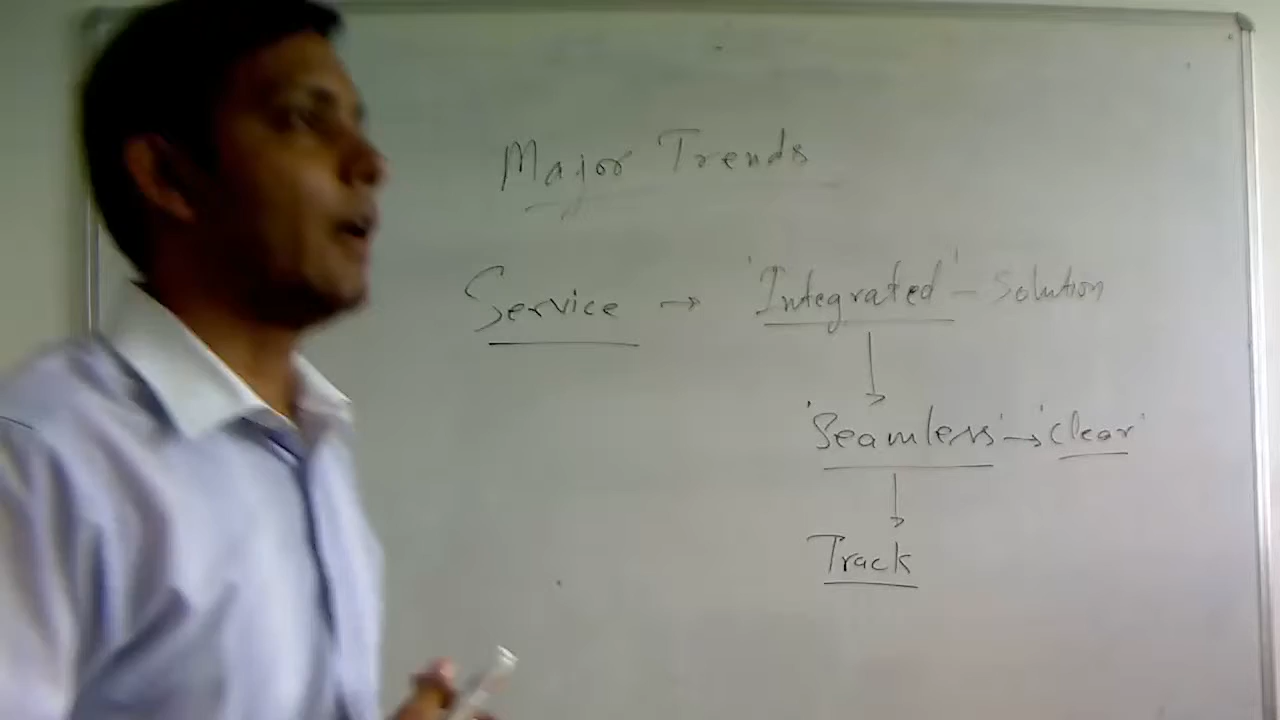 Major Trends
Service → 'Integrated' - Solution
'Seamless' → 'Clear'
Track